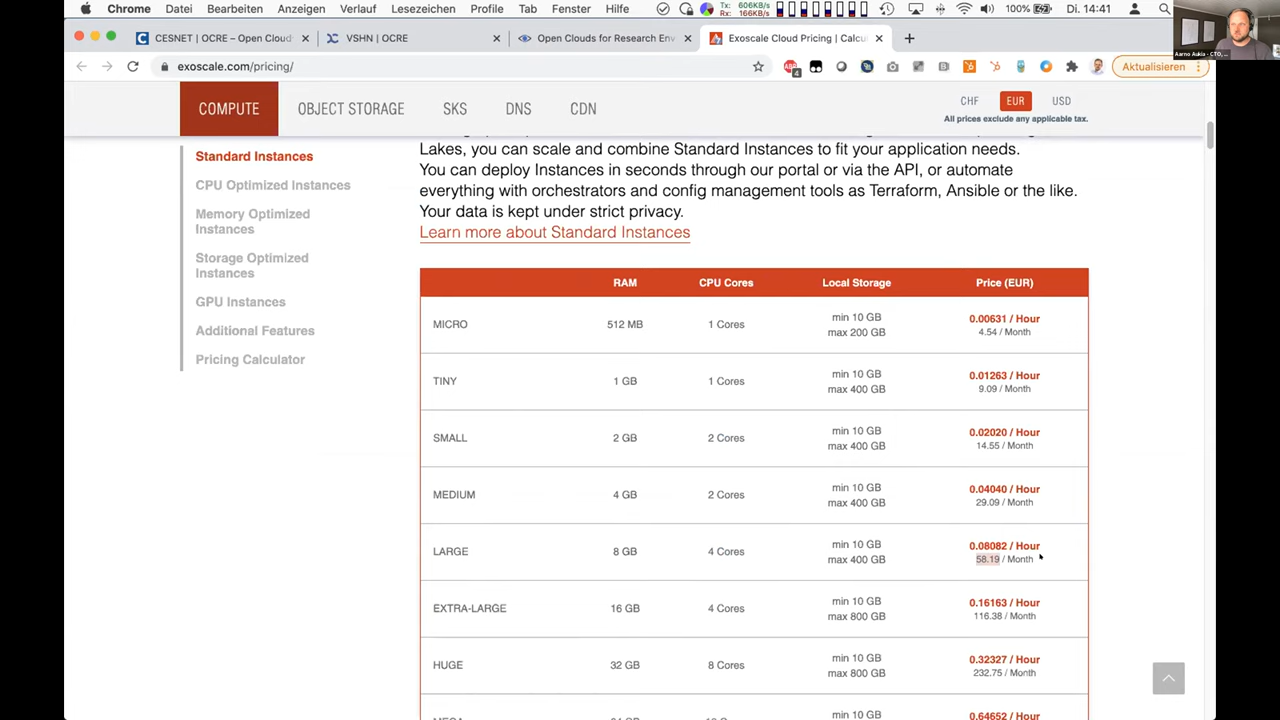 Chrome Datei Bearbeiten Anzeigen Verlauf Lesezeichen Profile Tab Fenster Hilfe Tx: 606KB/s Rx: 166KB/s 100% Di. 14:41
CESNET | OCRE – Open Clouds
VSHN | OCRE
Open Clouds for Research Env
Exoscale Cloud Pricing | Calcu
exoscale.com/pricing/
4
Aktualisieren
Aarno Aukia - CTO, ...
COMPUTE OBJECT STORAGE SKS DNS CDN
CHF EUR USD
All prices exclude any applicable tax.
Standard Instances
CPU Optimized Instances
Memory Optimized
Instances
Storage Optimized
Instances
GPU Instances
Additional Features
Pricing Calculator
Lakes, you can scale and combine Standard Instances to fit your application needs.
You can deploy Instances in seconds through our portal or via the API, or automate
everything with orchestrators and config management tools as Terraform, Ansible or the like.
Your data is kept under strict privacy.
Learn more about Standard Instances
RAM CPU Cores Local Storage Price (EUR)
MICRO 512 MB 1 Cores min 10 GB max 200 GB 0.00631 / Hour 4.54 / Month
TINY 1 GB 1 Cores min 10 GB max 400 GB 0.01263 / Hour 9.09 / Month
SMALL 2 GB 2 Cores min 10 GB max 400 GB 0.02020 / Hour 14.55 / Month
MEDIUM 4 GB 2 Cores min 10 GB max 400 GB 0.04040 / Hour 29.09 / Month
LARGE 8 GB 4 Cores min 10 GB max 400 GB 0.08082 / Hour 58.19 / Month
EXTRA-LARGE 16 GB 4 Cores min 10 GB max 800 GB 0.16163 / Hour 116.38 / Month
HUGE 32 GB 8 Cores min 10 GB max 800 GB 0.32327 / Hour 232.75 / Month
0.64652 / Hour